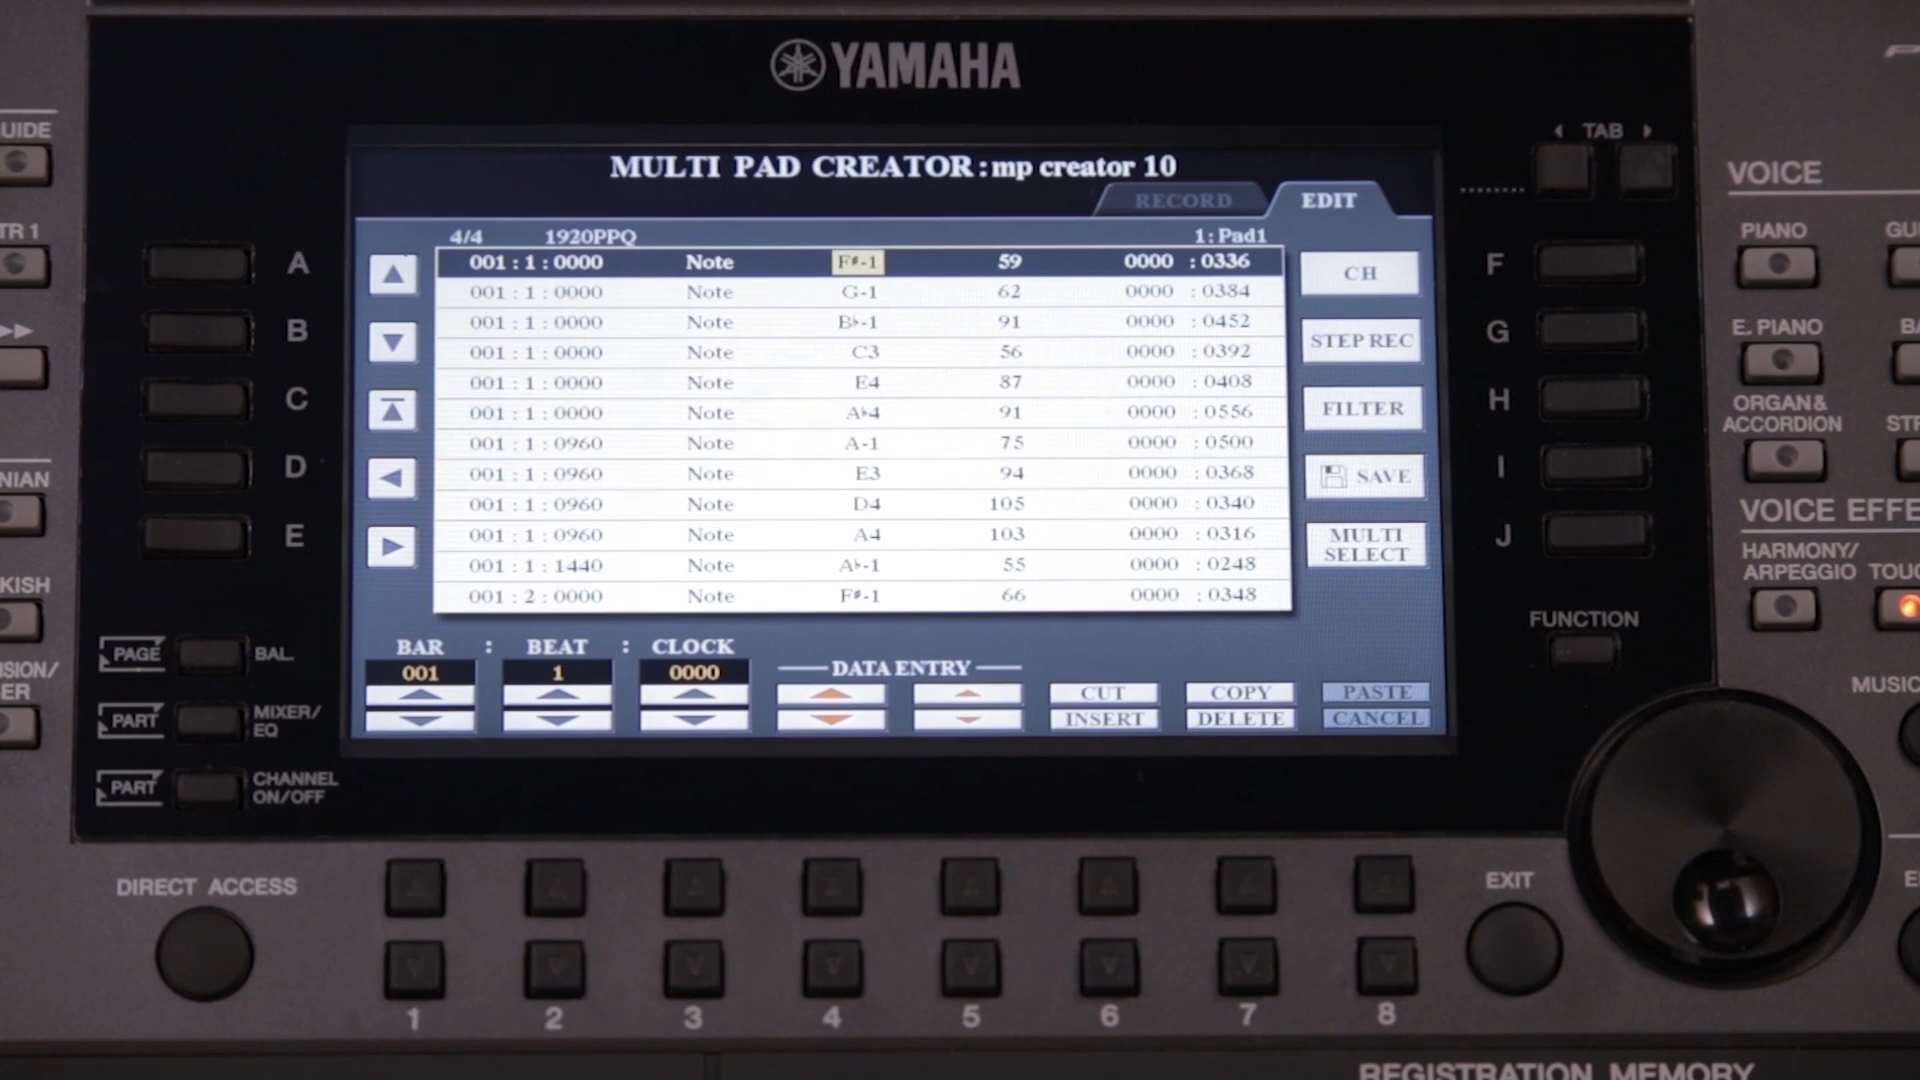 YAMAHA
MULTI PAD CREATOR:mp creator 10
RECORD
EDIT
4/4 1920PPQ 1:Pad1
001 : 1 : 0000 Note F♯-1 59 0000 : 0336
001 : 1 : 0000 Note G-1 62 0000 : 0384
001 : 1 : 0000 Note B♭-1 91 0000 : 0452
001 : 1 : 0000 Note C3 56 0000 : 0392
001 : 1 : 0000 Note E4 87 0000 : 0408
001 : 1 : 0000 Note A♭4 91 0000 : 0556
001 : 1 : 0960 Note A-1 75 0000 : 0500
001 : 1 : 0960 Note E3 94 0000 : 0368
001 : 1 : 0960 Note D4 105 0000 : 0340
001 : 1 : 0960 Note A4 103 0000 : 0316
001 : 1 : 1440 Note A♭-1 55 0000 : 0248
001 : 2 : 0000 Note F♯-1 66 0000 : 0348
CH
STEP REC
FILTER
SAVE
MULTI
SELECT
BAR : BEAT : CLOCK
001 1 0000
DATA ENTRY
CUT COPY PASTE
INSERT DELETE CANCEL
A
B
C
D
E
F
G
H
I
J
TAB
PAGE BAL.
PART MIXER/
EQ
PART CHANNEL
ON/OFF
DIRECT ACCESS
1 2 3 4 5 6 7 8
EXIT
FUNCTION
VOICE
PIANO
E. PIANO
ORGAN &
ACCORDION
VOICE EFFE
HARMONY/
ARPEGGIO
TOUC
MUSIC
REGISTRATION MEMORY
UIDE
TR 1
NIAN
KISH
SION/
ER
GU
BA
STR